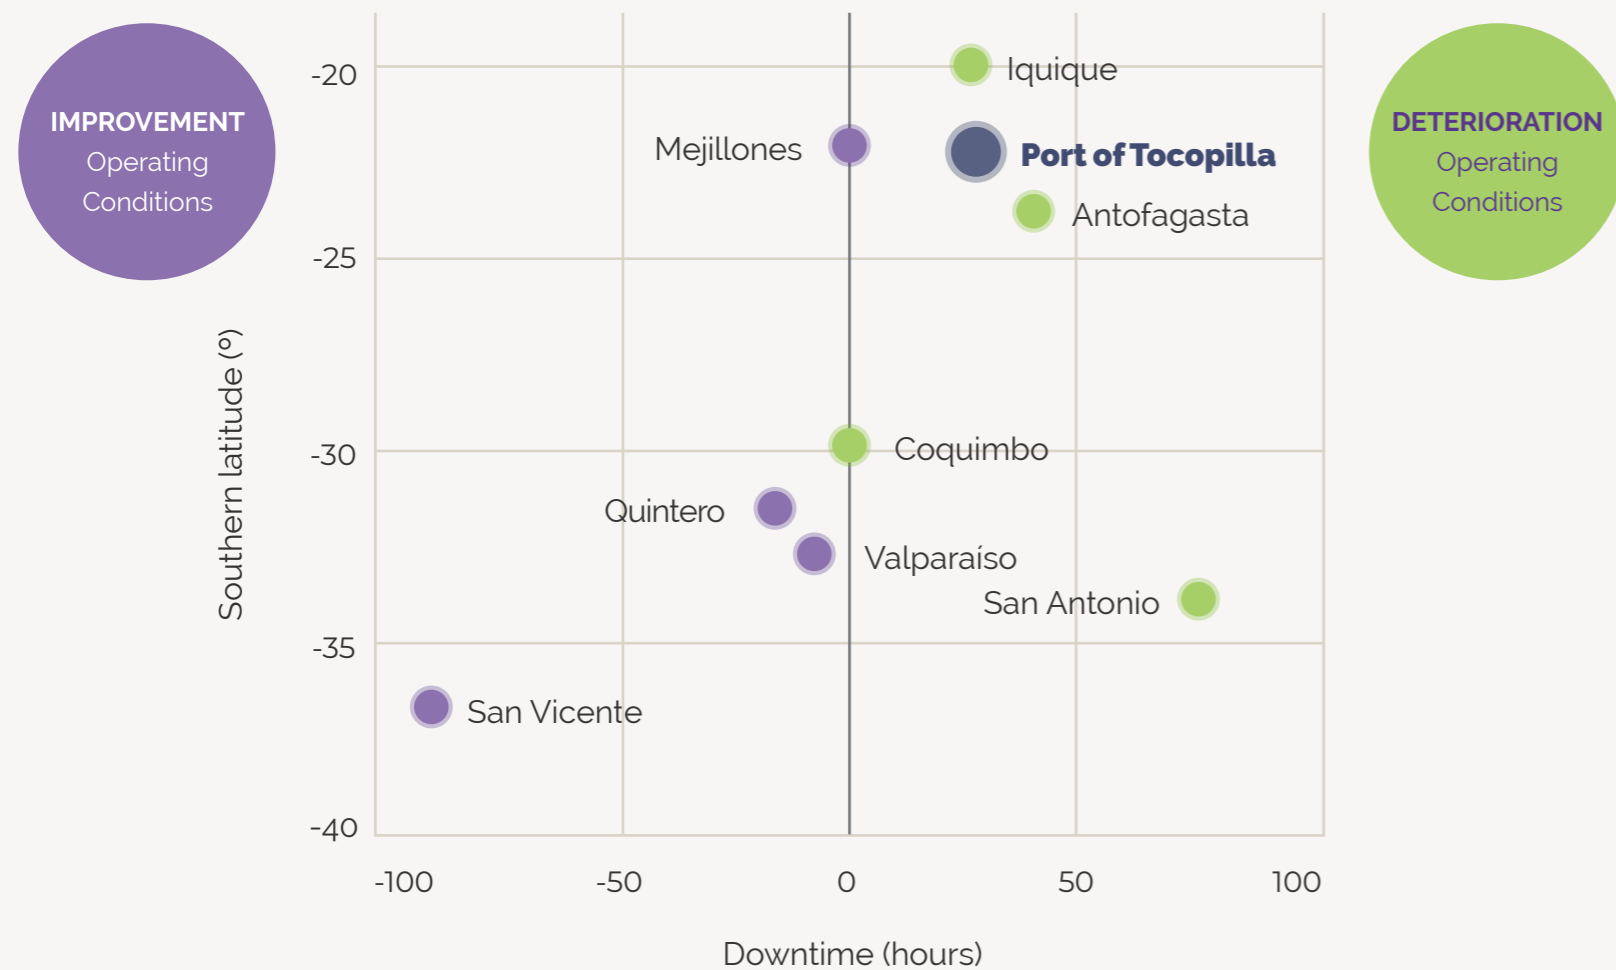 IMPROVEMENT
Operating
Conditions
DETERIORATION
Operating
Conditions
Southern latitude (º)
-20
-25
-30
-35
-40
Iquique
Mejillones
Port of Tocopilla
Antofagasta
Coquimbo
Quintero
Valparaíso
San Antonio
San Vicente
-100 -50 0 50 100
Downtime (hours)